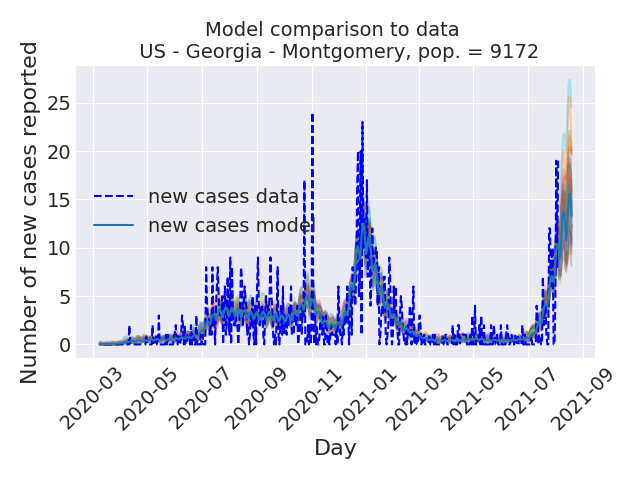 Model comparison to data
US - Georgia - Montgomery, pop. = 9172
Number of new cases reported
25
20
15
10
5
0
new cases data
new cases model
2020-03
2020-05
2020-07
2020-09
2020-11
2021-01
2021-03
2021-05
2021-07
2021-09
Day